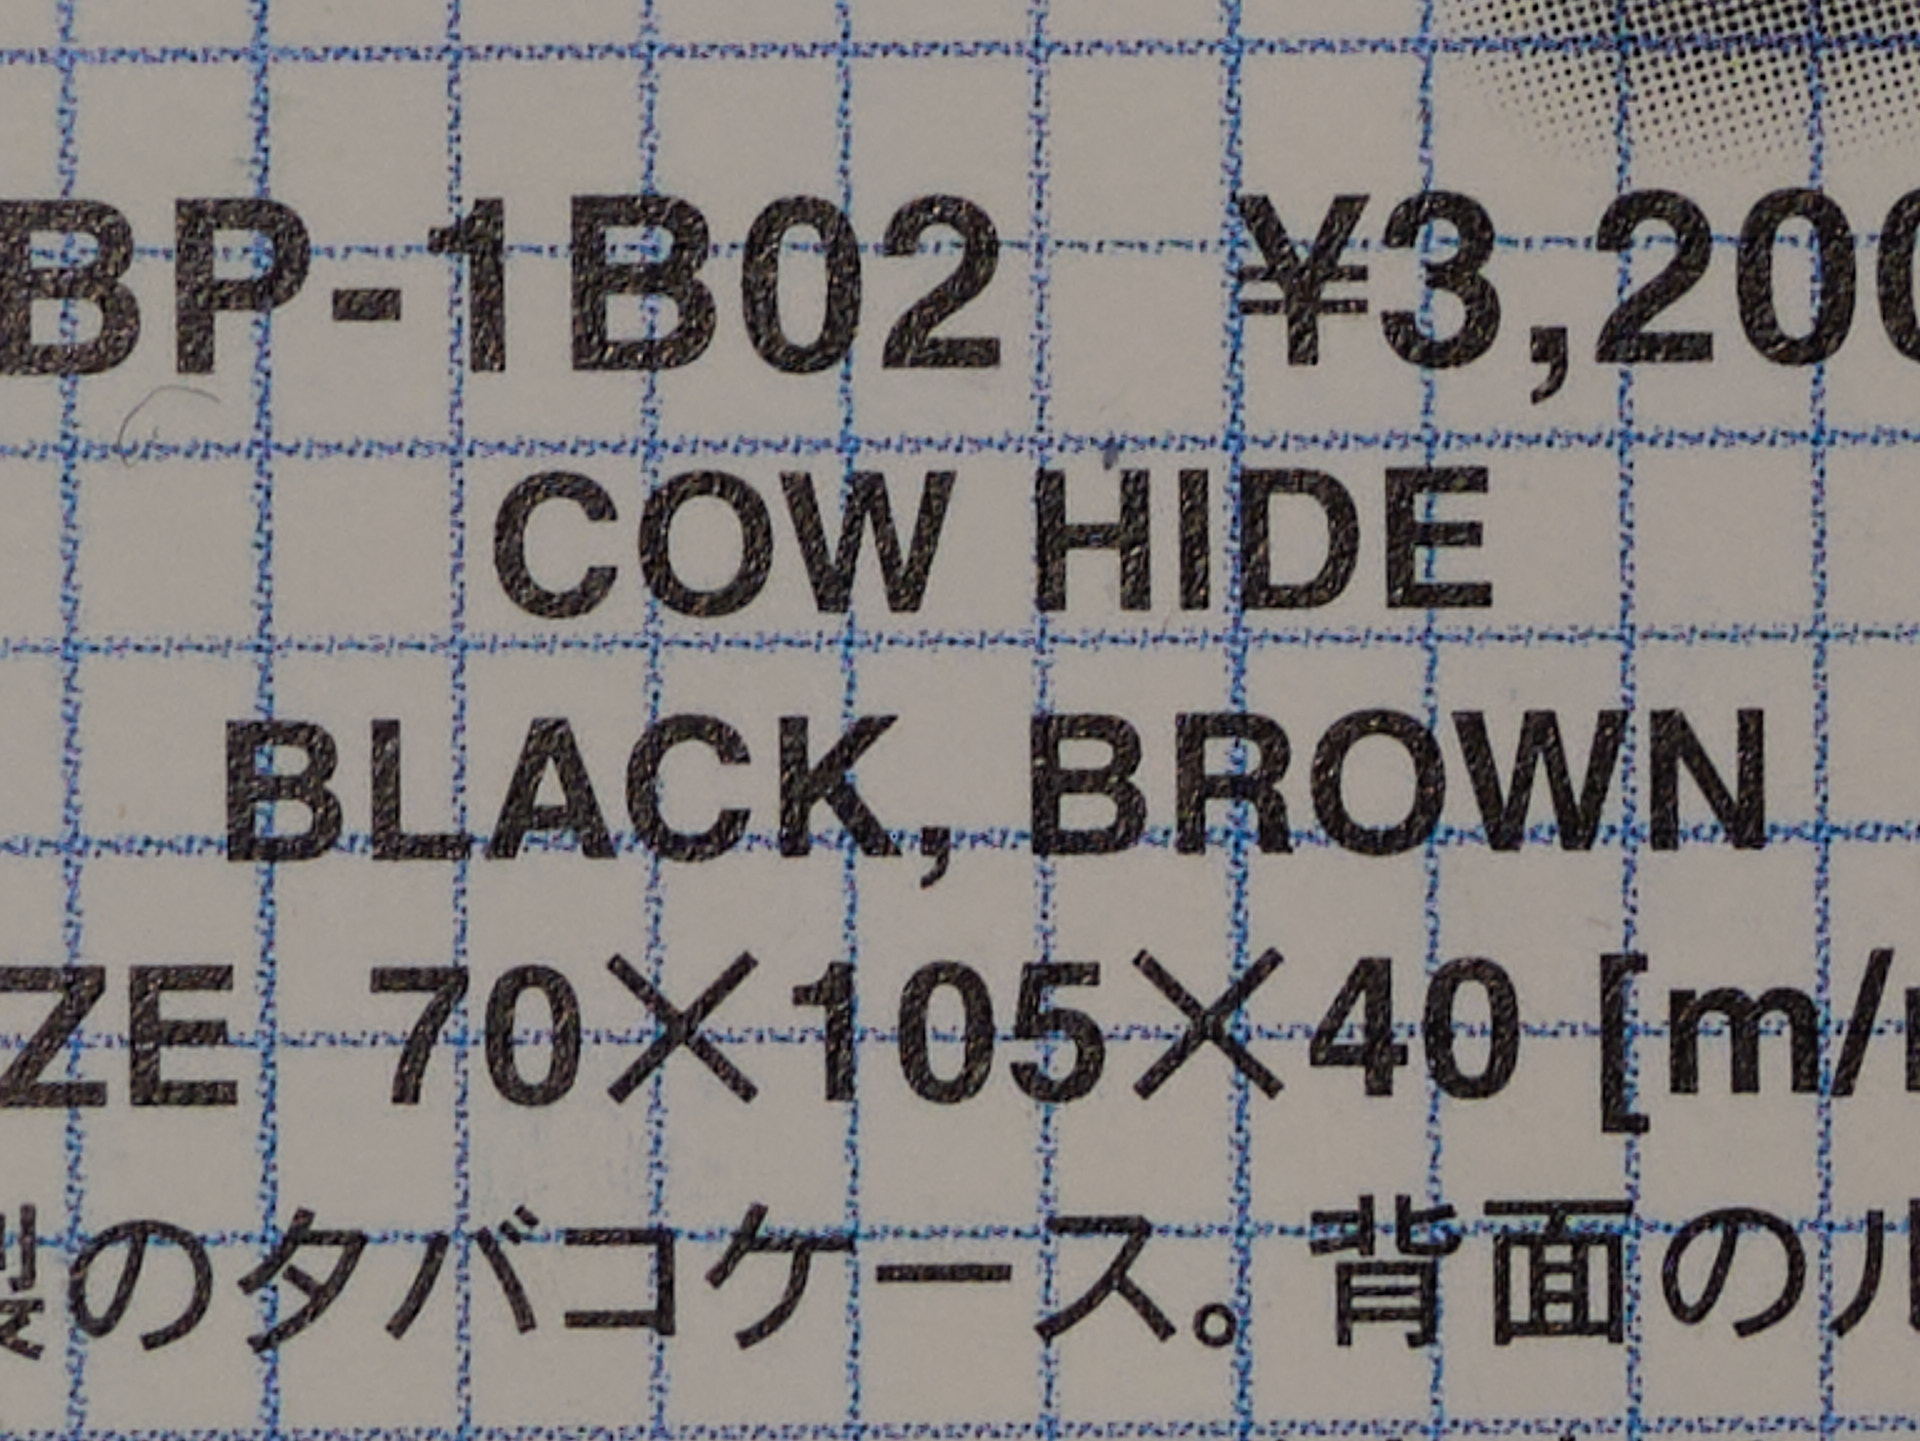 BP-1B02 ¥3,200
COW HIDE
BLACK, BROWN
ZE 70×105×40 [m/
製のタバコケース。背面の